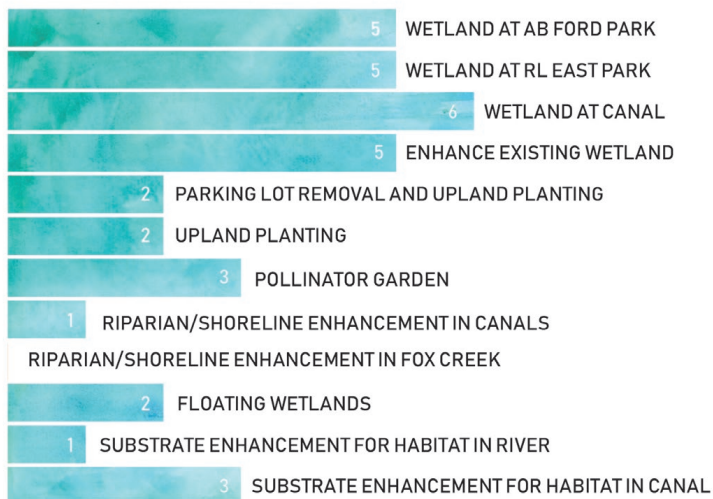 5 WETLAND AT AB FORD PARK
5 WETLAND AT RL EAST PARK
6 WETLAND AT CANAL
5 ENHANCE EXISTING WETLAND
2 PARKING LOT REMOVAL AND UPLAND PLANTING
2 UPLAND PLANTING
3 POLLINATOR GARDEN
1 RIPARIAN/SHORELINE ENHANCEMENT IN CANALS
RIPARIAN/SHORELINE ENHANCEMENT IN FOX CREEK
2 FLOATING WETLANDS
1 SUBSTRATE ENHANCEMENT FOR HABITAT IN RIVER
3 SUBSTRATE ENHANCEMENT FOR HABITAT IN CANAL